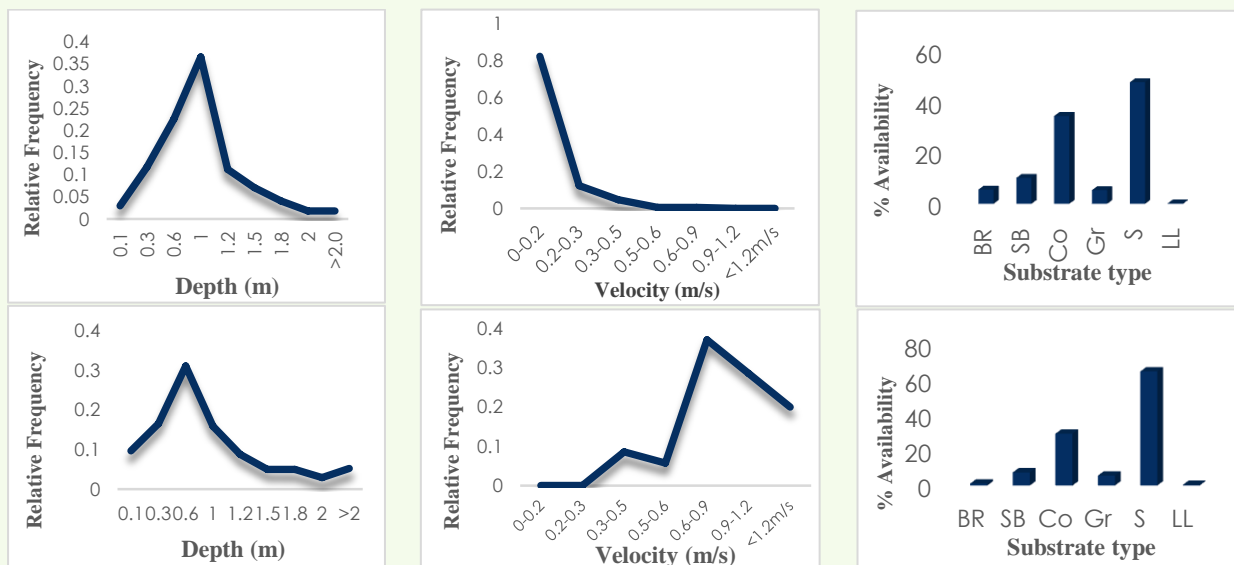 Relative Frequency
0.4
0.35
0.3
0.25
0.2
0.15
0.1
0.05
0
0.1
0.3
0.6
1
1.2
1.5
1.8
2
>2.0
Depth (m)
Relative Frequency
1
0.8
0.6
0.4
0.2
0
0-0.2
0.2-0.3
0.3-0.5
0.5-0.6
0.6-0.9
0.9-1.2
<1.2m/s
Velocity (m/s)
% Availability
60
40
20
0
BR
SB
Co
Gr
S
LL
Substrate type
Relative Frequency
0.4
0.3
0.2
0.1
0
0.1 0.3 0.6 1 1.2 1.5 1.8 2 >2
Depth (m)
Relative Frequency
0.4
0.3
0.2
0.1
0
0-0.2
0.2-0.3
0.3-0.5
0.5-0.6
0.6-0.9
0.9-1.2
<1.2m/s
Velocity (m/s)
% Availability
80
60
40
20
0
BR SB Co Gr S LL
Substrate type